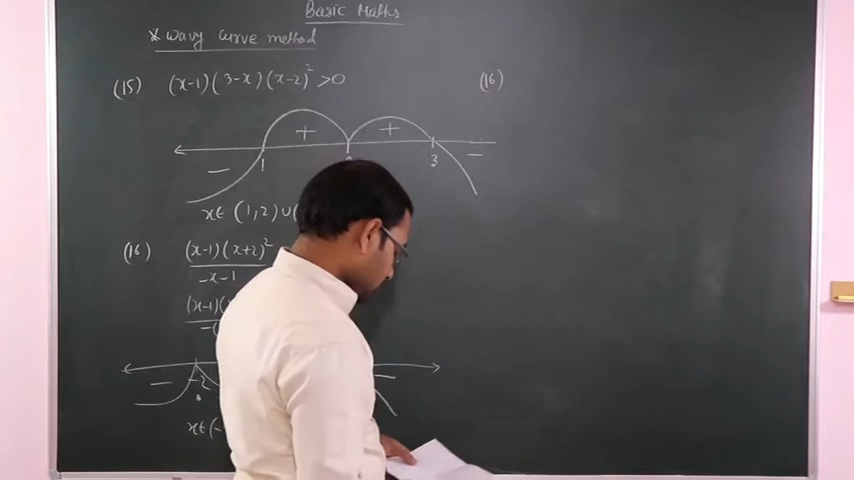 Basic Maths
* wavy curve method
(15) (x-1)(3-x)(x-2)² >0
+ +
- 1 3 -
x∈ (1,2)∪(
(16) (x-1)(x+2)²
-x-1
(x-1)(
-(
- -2 -
x∈(-
(16)